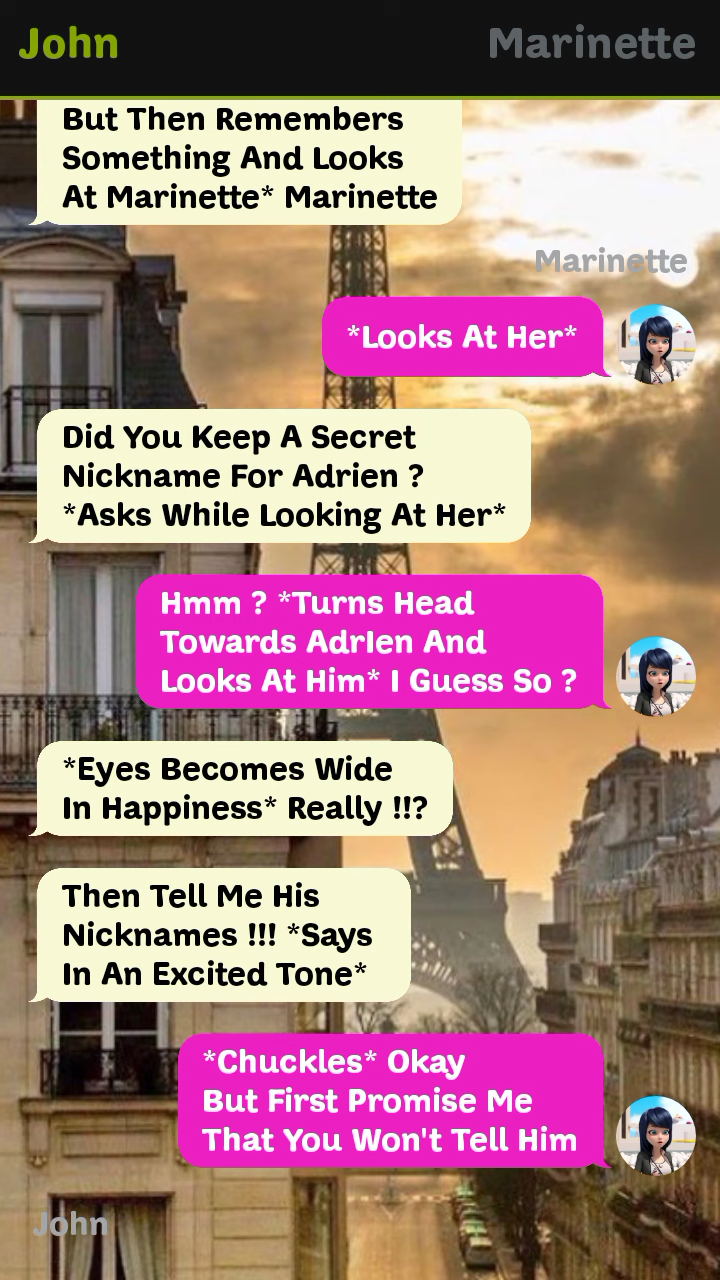 John
Marinette
But Then Remembers
Something And Looks
At Marinette* Marinette
Marinette
*Looks At Her*
Did You Keep A Secret
Nickname For Adrien ?
*Asks While Looking At Her*
Hmm ? *Turns Head
Towards AdrIen And
Looks At Him* I Guess So ?
*Eyes Becomes Wide
In Happiness* Really !!?
Then Tell Me His
Nicknames !!! *Says
In An Excited Tone*
*Chuckles* Okay
But First Promise Me
That You Won't Tell Him
John